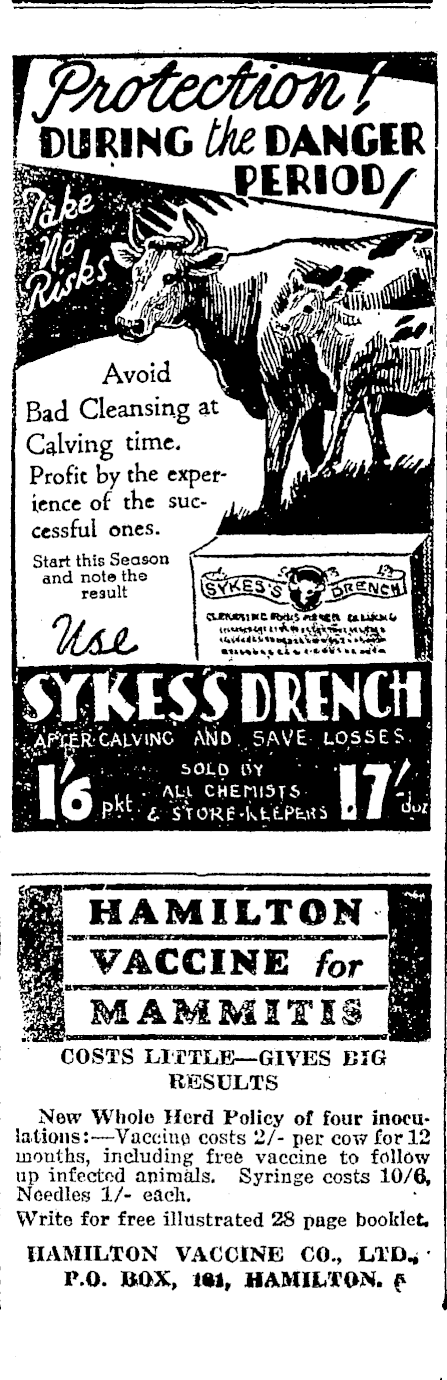 Protection!
DURING the DANGER
PERIOD!
Take
No
Risks
Avoid
Bad Cleansing at
Calving time.
Profit by the exper-
ience of the suc-
cessful ones.
Start this Season
and note the
result
Use
SYKES'S DRENCH
SYKES'S DRENCH
AFTER CALVING AND SAVE LOSSES
SOLD BY
1'6 pkt ALL CHEMISTS 17'- doz
& STORE-KEEPERS
HAMILTON
VACCINE for
MAMMITIS
COSTS LITTLE—GIVES BIG
RESULTS
New Whole Herd Policy of four inocu-
lations:—Vaccine costs 2/- per cow for 12
months, including free vaccine to follow
up infected animals. Syringe costs 10/6,
Needles 1/- each.
Write for free illustrated 28 page booklet.
HAMILTON VACCINE CO., LTD.,
P.O. BOX, 181, HAMILTON.